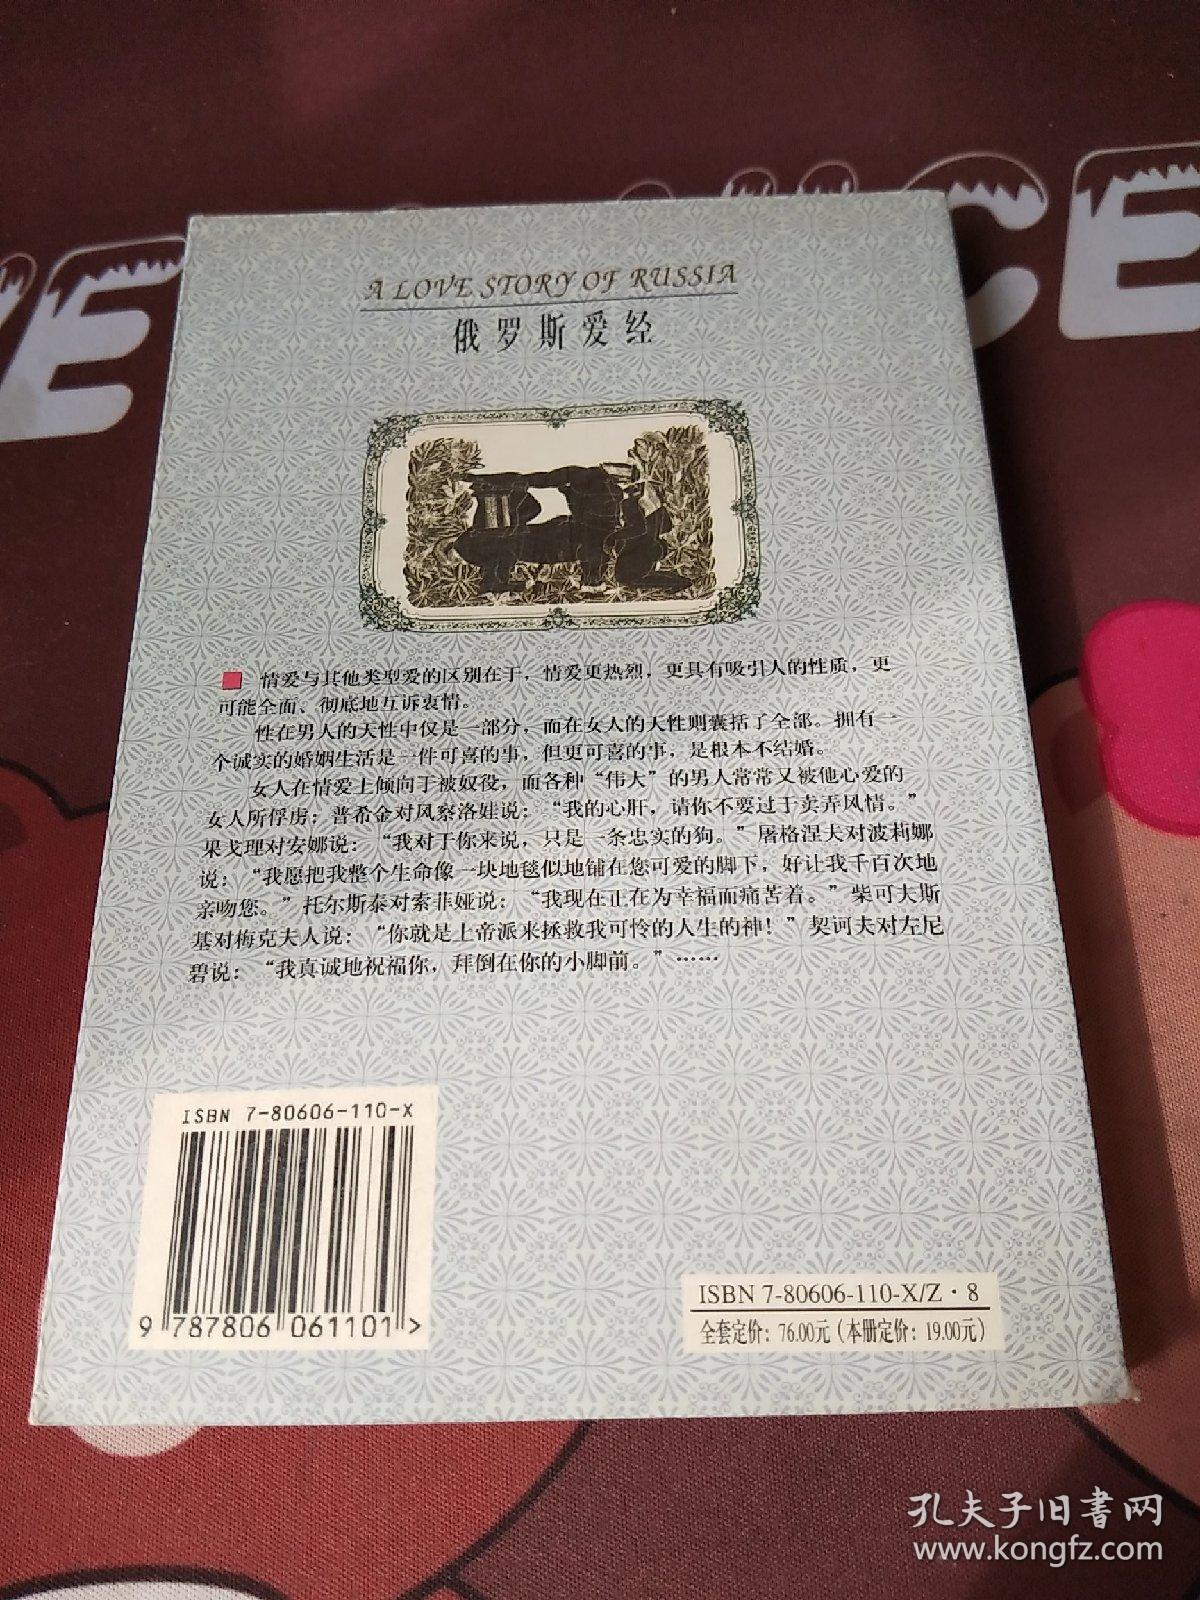 VE
ICE
A LOVE STORY OF RUSSIA
俄罗斯爱经
情爱与其他类型爱的区别在于，情爱更热烈，更具有吸引人的性质，更
可能全面、彻底地互诉衷情。
性在男人的天性中仅是一部分，而在女人的天性则囊括了全部。拥有一
个诚实的婚姻生活是一件可喜的事，但更可喜的事，是根本不结婚。
女人在情爱上倾向于被奴役，而各种“伟大”的男人常常又被他心爱的
女人所俘虏：普希金对风察洛娃说：“我的心肝，请你不要过于卖弄风情。”
果戈理对安娜说：“我对于你来说，只是一条忠实的狗。”屠格涅夫对波莉娜
说：“我愿把我整个生命像一块地毯似地铺在您可爱的脚下，好让我千百次地
亲吻您。”托尔斯泰对索菲娅说：“我现在正在为幸福而痛苦着。”柴可夫斯
基对梅克夫人说：“你就是上帝派来拯救我可怜的人生的神！”契诃夫对左尼
碧说：“我真诚地祝福你，拜倒在你的小脚前。”……
ISBN 7-80606-110-X
9 787806 061101 >
ISBN 7-80606-110-X/Z·8
全套定价：76.00元（本册定价：19.00元）
孔夫子旧書网
www.kongfz.com